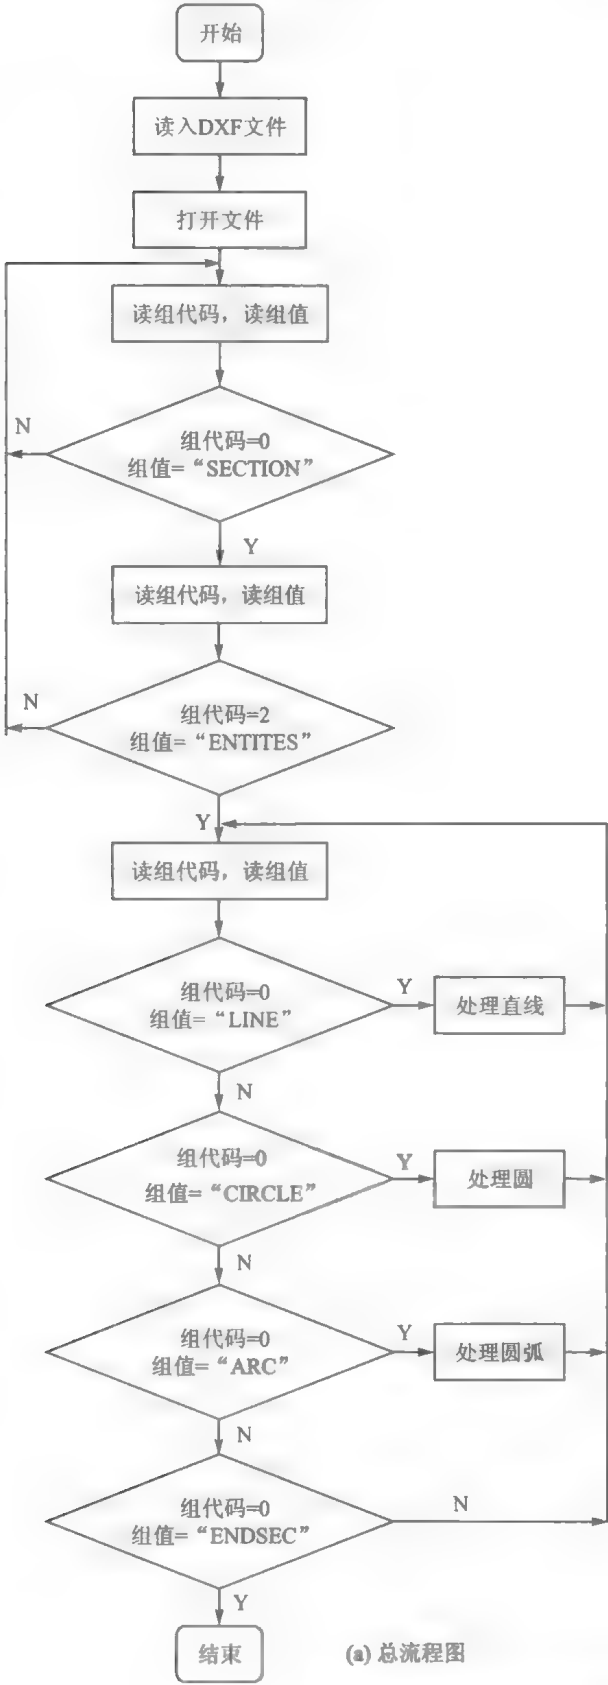 开始
读入DXF文件
打开文件
读组代码，读组值
N
组代码=0
组值=“SECTION”
Y
读组代码，读组值
N
组代码=2
组值=“ENTITES”
Y
读组代码，读组值
组代码=0
组值=“LINE”
Y
处理直线
N
组代码=0
组值=“CIRCLE”
Y
处理圆
N
组代码=0
组值=“ARC”
Y
处理圆弧
N
组代码=0
组值=“ENDSEC”
N
Y
结束
(a) 总流程图